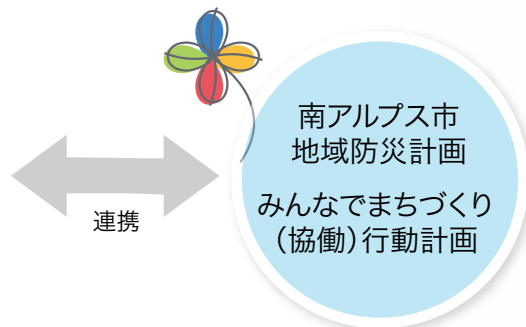 南アルプス市
地域防災計画
みんなでまちづくり
（協働）行動計画
連携